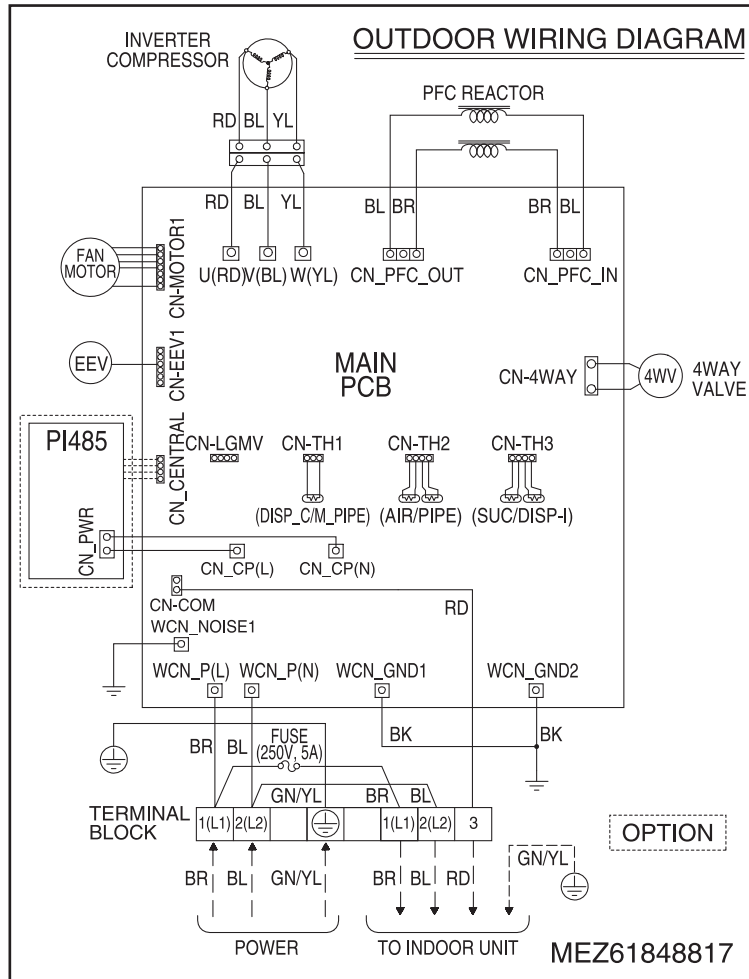 OUTDOOR WIRING DIAGRAM
INVERTER
COMPRESSOR
PFC REACTOR
RD BL YL
RD BL YL
BL BR
BR BL
FAN
MOTOR
CN-MOTOR1
U(RD) V(BL) W(YL)
CN_PFC_OUT
CN_PFC_IN
EEV
CN-EEV1
MAIN
PCB
CN-4WAY
4WV
4WAY
VALVE
PI485
CN_CENTRAL
CN-LGMV
CN-TH1
CN-TH2
CN-TH3
(DISP_C/M_PIPE)
(AIR/PIPE)
(SUC/DISP-I)
CN_PWR
CN_CP(L)
CN_CP(N)
CN-COM
RD
WCN_NOISE1
WCN_P(L)
WCN_P(N)
WCN_GND1
WCN_GND2
BR BL
FUSE
(250V, 5A)
BK
BK
GN/YL
BR BL
TERMINAL
BLOCK
1(L1) 2(L2) 1(L1) 2(L2) 3
OPTION
BR BL GN/YL
BR BL RD
GN/YL
POWER
TO INDOOR UNIT
MEZ61848817